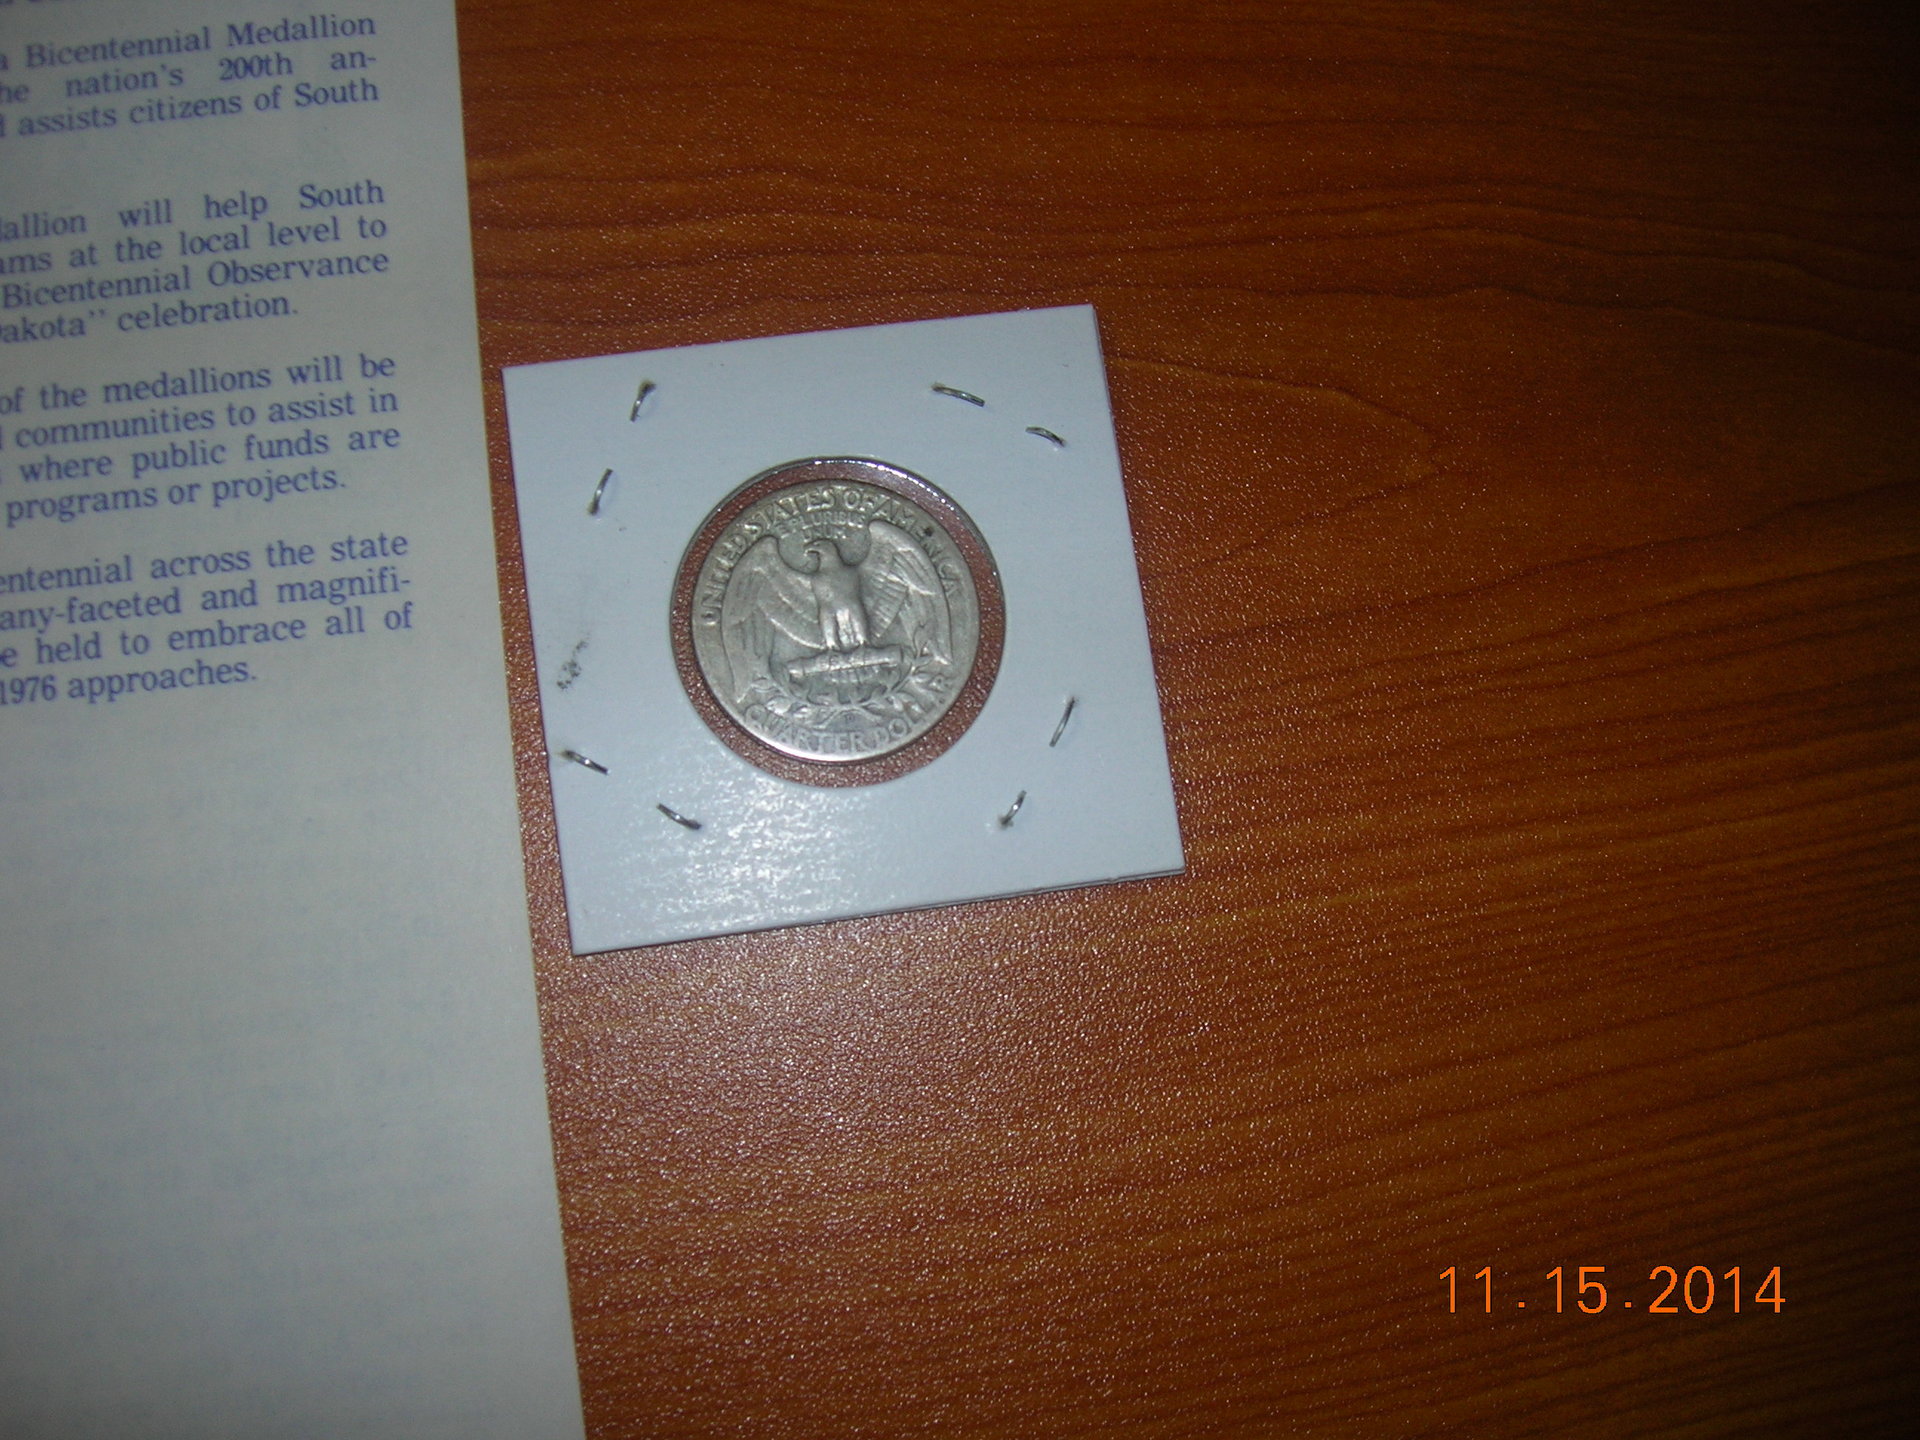 a Bicentennial Medallion
he nation's 200th an-
assists citizens of South
allion will help South
ams at the local level to
Bicentennial Observance
akota" celebration.
of the medallions will be
communities to assist in
where public funds are
programs or projects.
entennial across the state
any-faceted and magnifi-
e held to embrace all of
1976 approaches.
UNITED STATES OF AMERICA
E PLURIBUS
UNUM
QUARTER DOLLAR
11.15.2014